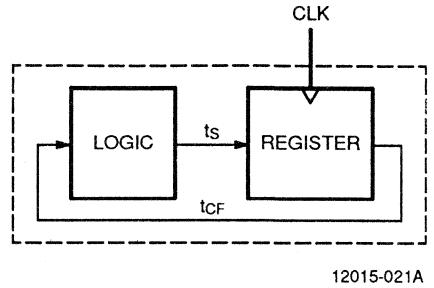 CLK
LOGIC
tS
REGISTER
tCF
12015-021A